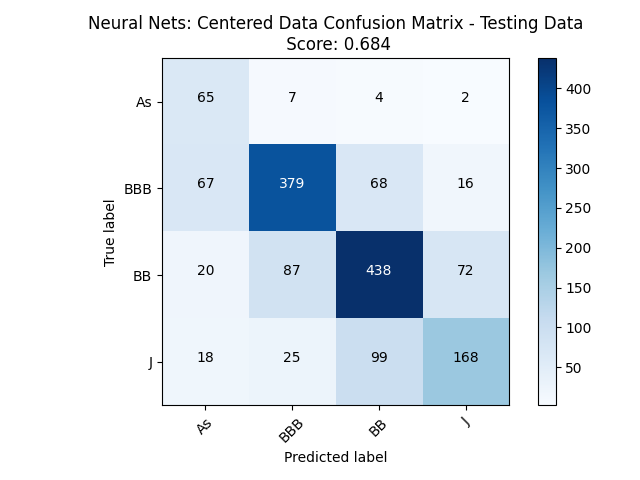 Neural Nets: Centered Data Confusion Matrix - Testing Data
Score: 0.684
As 65 7 4 2
BBB 67 379 68 16
BB 20 87 438 72
J 18 25 99 168
As BBB BB J
True label
Predicted label
400
350
300
250
200
150
100
50